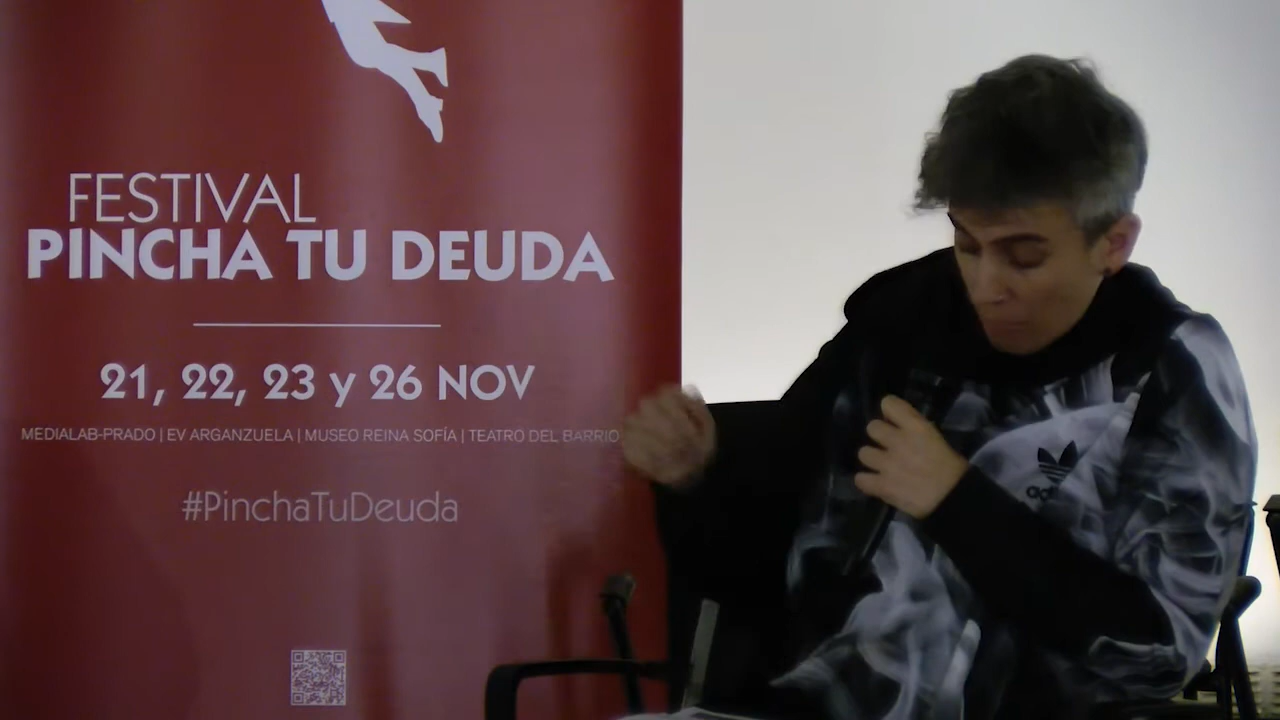 FESTIVAL
PINCHA TU DEUDA
21, 22, 23 y 26 NOV
MEDIALAB-PRADO | EV ARGANZUELA | MUSEO REINA SOFÍA | TEATRO DEL BARRIO
#PinchaTuDeuda
adidas